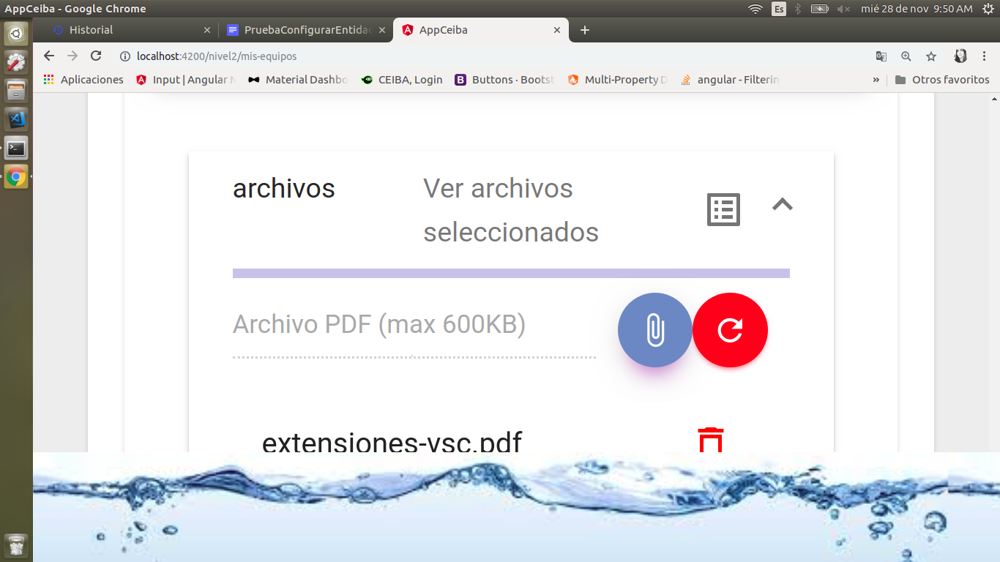 AppCeiba - Google Chrome
Es
mié 28 de nov 9:50 AM
Historial
PruebaConfigurarEntidad
AppCeiba
localhost:4200/nivel2/mis-equipos
Aplicaciones
Input | Angular M
Material Dashbo
CEIBA, Login
Buttons · Bootst
Multi-Property D
angular - Filterin
»
Otros favoritos
archivos
Ver archivos
seleccionados
Archivo PDF (max 600KB)
extensiones-vsc.pdf